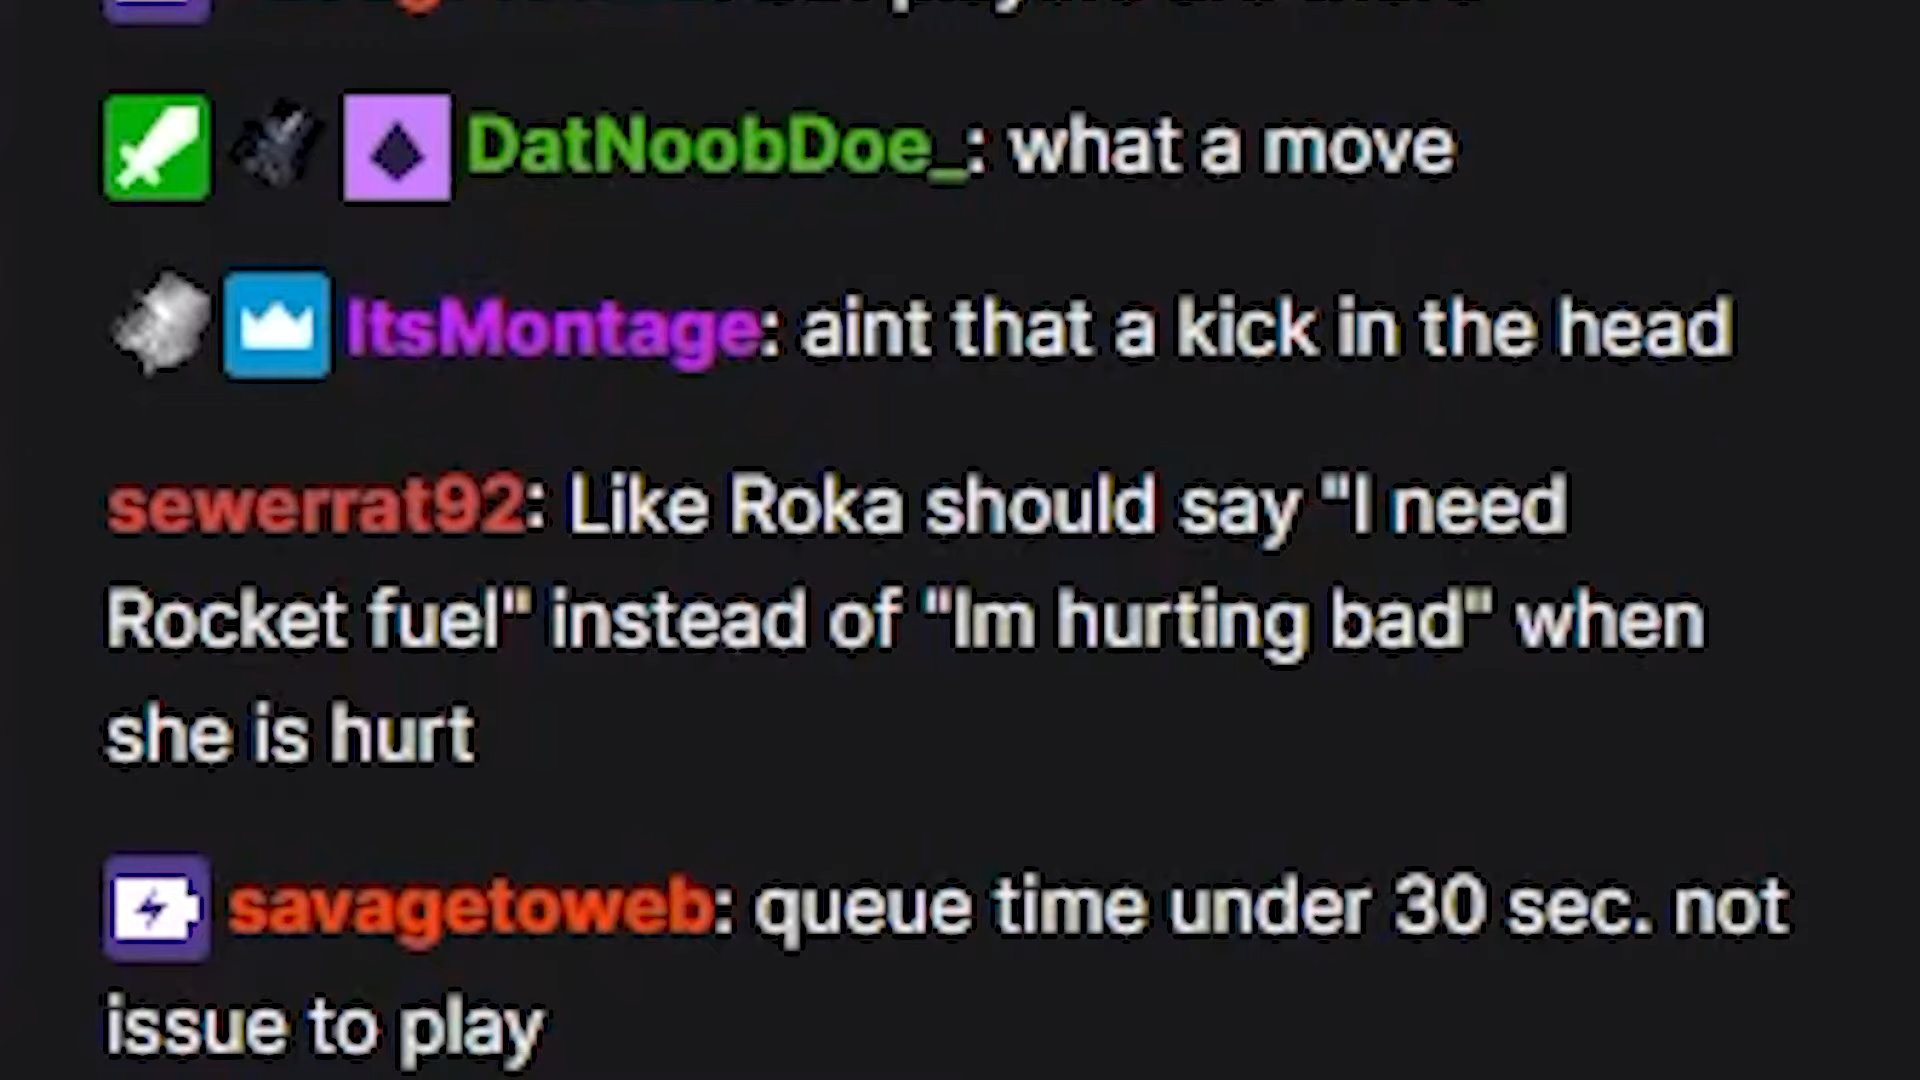 DatNoobDoe_: what a move
ItsMontage: aint that a kick in the head
sewerrat92: Like Roka should say "I need
Rocket fuel" instead of "Im hurting bad" when
she is hurt
savagetoweb: queue time under 30 sec. not
issue to play